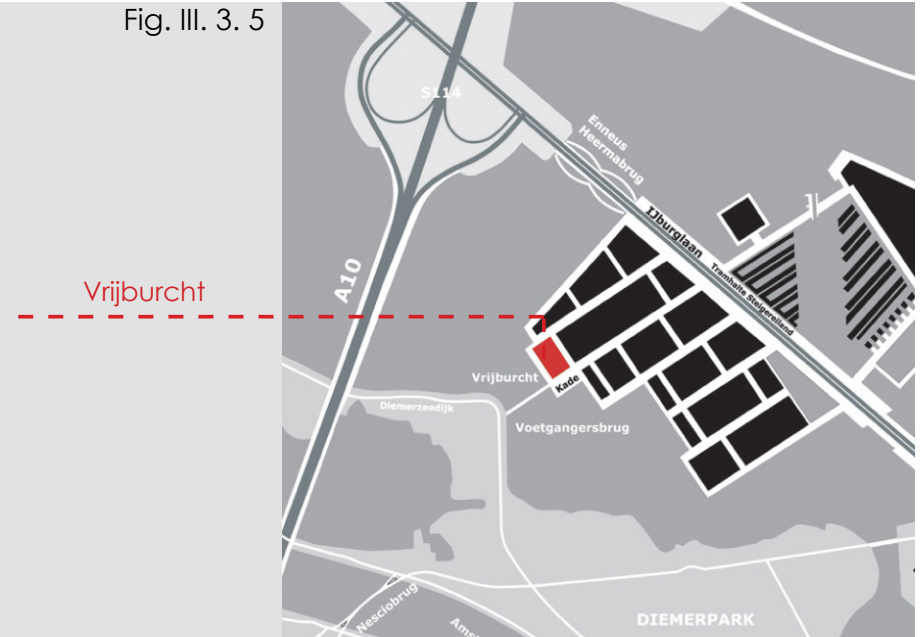 Fig. III. 3. 5
S114
Enneus
Heermabrug
IJburglaan
Tramhalte Steigereiland
A10
Vrijburcht
Vrijburcht
Kade
Diemerzeedijk
Voetgangersbrug
Nesciobrug
DIEMERPARK